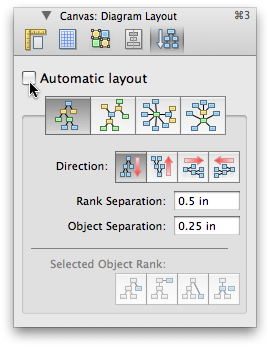 Canvas: Diagram Layout ⌘3
Automatic layout
Direction:
Rank Separation: 0.5 in
Object Separation: 0.25 in
Selected Object Rank: